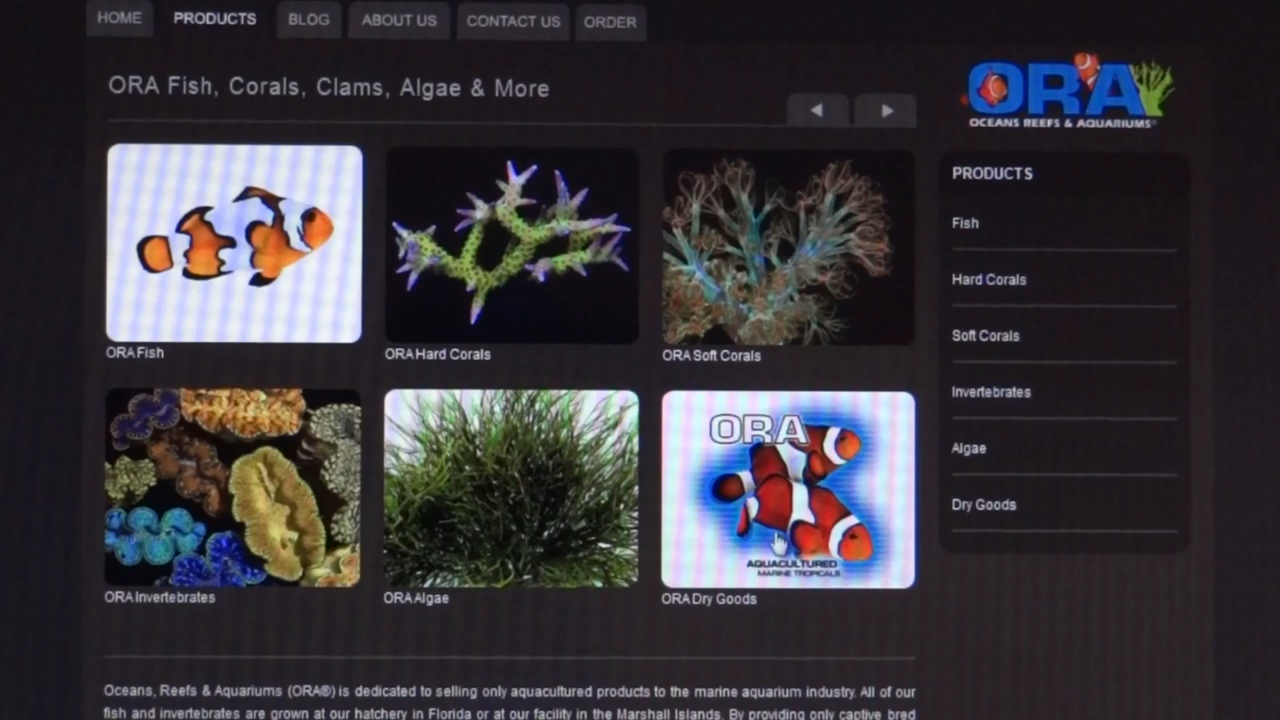 HOME PRODUCTS BLOG ABOUT US CONTACT US ORDER
ORA Fish, Corals, Clams, Algae & More
ORA
OCEANS REEFS & AQUARIUMS
PRODUCTS
Fish
Hard Corals
Soft Corals
Invertebrates
Algae
Dry Goods
ORA Fish
ORA Hard Corals
ORA Soft Corals
ORA
AQUACULTURED
MARINE TROPICALS
ORA Invertebrates
ORA Algae
ORA Dry Goods
Oceans, Reefs & Aquariums (ORA®) is dedicated to selling only aquacultured products to the marine aquarium industry. All of our
fish and invertebrates are grown at our hatchery in Florida or at our facility in the Marshall Islands. By providing only captive bred